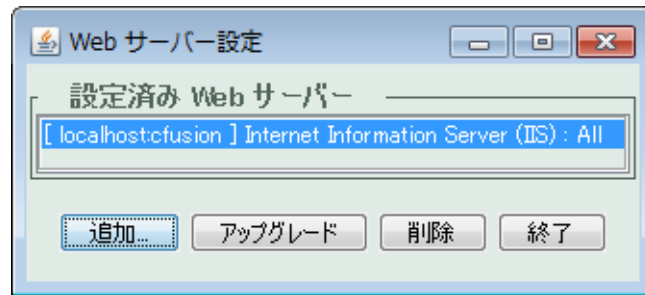 Web サーバー設定
設定済み Web サーバー
[ localhost:cfusion ] Internet Information Server (IIS) : All
追加... アップグレード 削除 終了